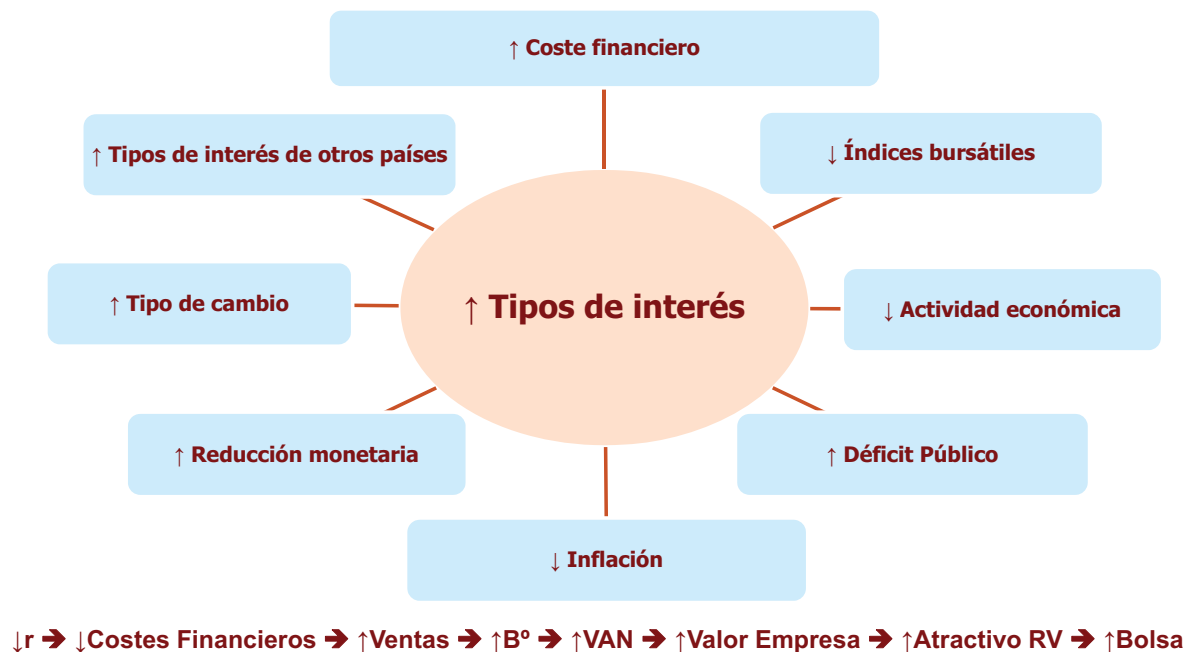 ↑ Coste financiero
↑ Tipos de interés de otros países
↓ Índices bursátiles
↑ Tipo de cambio
↑ Tipos de interés
↓ Actividad económica
↑ Reducción monetaria
↑ Déficit Público
↓ Inflación
↓r ➔ ↓Costes Financieros ➔ ↑Ventas ➔ ↑Bº ➔ ↑VAN ➔ ↑Valor Empresa ➔ ↑Atractivo RV ➔ ↑Bolsa